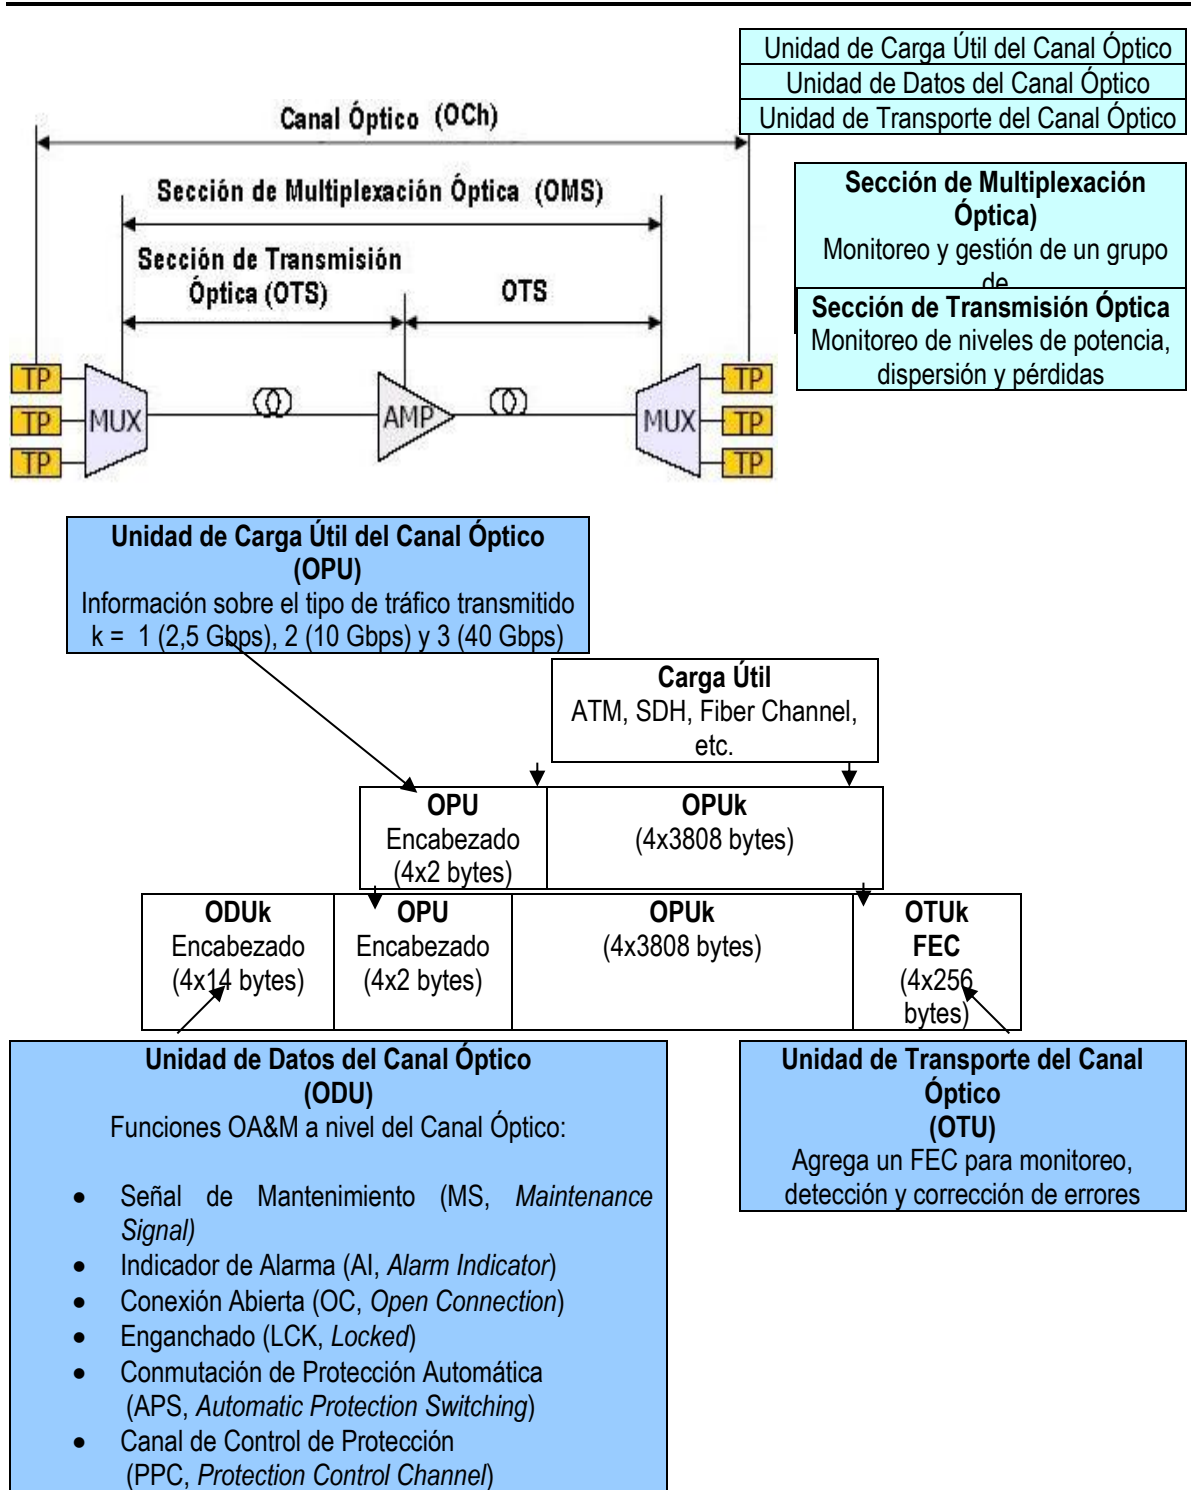 Unidad de Carga Útil del Canal Óptico
Unidad de Datos del Canal Óptico
Unidad de Transporte del Canal Óptico
Canal Óptico (OCh)
Sección de Multiplexación Óptica (OMS)
Sección de Transmisión
Óptica (OTS)
OTS
Sección de Multiplexación
Óptica)
Monitoreo y gestión de un grupo
de
Sección de Transmisión Óptica
Monitoreo de niveles de potencia,
dispersión y pérdidas
TP
TP
TP
MUX
AMP
MUX
TP
TP
TP
Unidad de Carga Útil del Canal Óptico
(OPU)
Información sobre el tipo de tráfico transmitido
k = 1 (2,5 Gbps), 2 (10 Gbps) y 3 (40 Gbps)
Carga Útil
ATM, SDH, Fiber Channel,
etc.
OPU
Encabezado
(4x2 bytes)
OPUk
(4x3808 bytes)
ODUk
Encabezado
(4x14 bytes)
OPU
Encabezado
(4x2 bytes)
OPUk
(4x3808 bytes)
OTUk
FEC
(4x256
bytes)
Unidad de Datos del Canal Óptico
(ODU)
Funciones OA&M a nivel del Canal Óptico:
• Señal de Mantenimiento (MS, Maintenance
Signal)
• Indicador de Alarma (AI, Alarm Indicator)
• Conexión Abierta (OC, Open Connection)
• Enganchado (LCK, Locked)
• Conmutación de Protección Automática
(APS, Automatic Protection Switching)
• Canal de Control de Protección
(PPC, Protection Control Channel)
Unidad de Transporte del Canal
Óptico
(OTU)
Agrega un FEC para monitoreo,
detección y corrección de errores